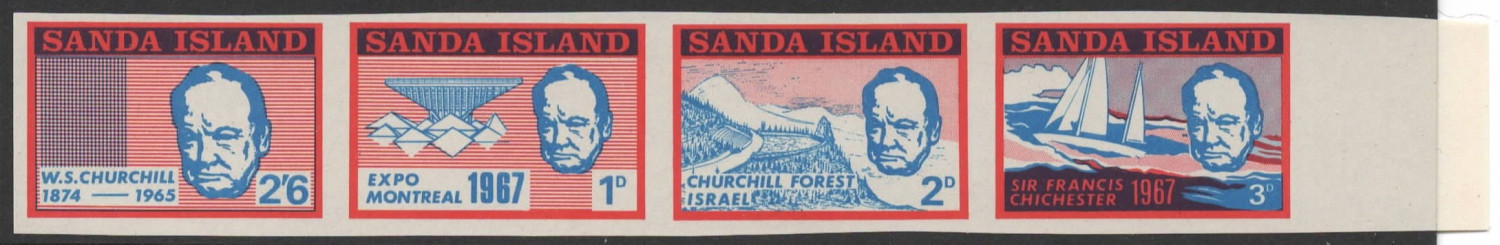 SANDA ISLAND
W.S.CHURCHILL
1874 — 1965
2'6
SANDA ISLAND
EXPO
MONTREAL 1967
1D
SANDA ISLAND
CHURCHILL FOREST
ISRAEL
2D
SANDA ISLAND
SIR FRANCIS
CHICHESTER 1967
3D